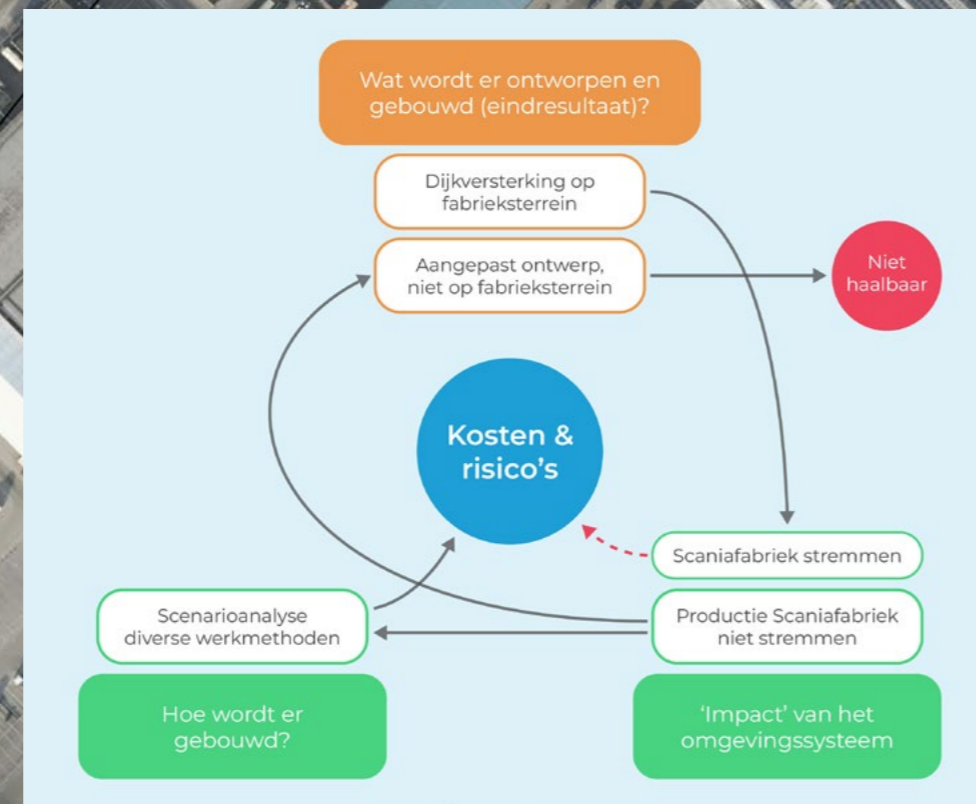 Wat wordt er ontworpen en
gebouwd (eindresultaat)?
Dijkversterking op
fabrieksterrein
Aangepast ontwerp,
niet op fabrieksterrein
Niet
haalbaar
Kosten &
risico's
Scaniafabriek stremmen
Scenarioanalyse
diverse werkmethoden
Productie Scaniafabriek
niet stremmen
Hoe wordt er
gebouwd?
'Impact' van het
omgevingssysteem